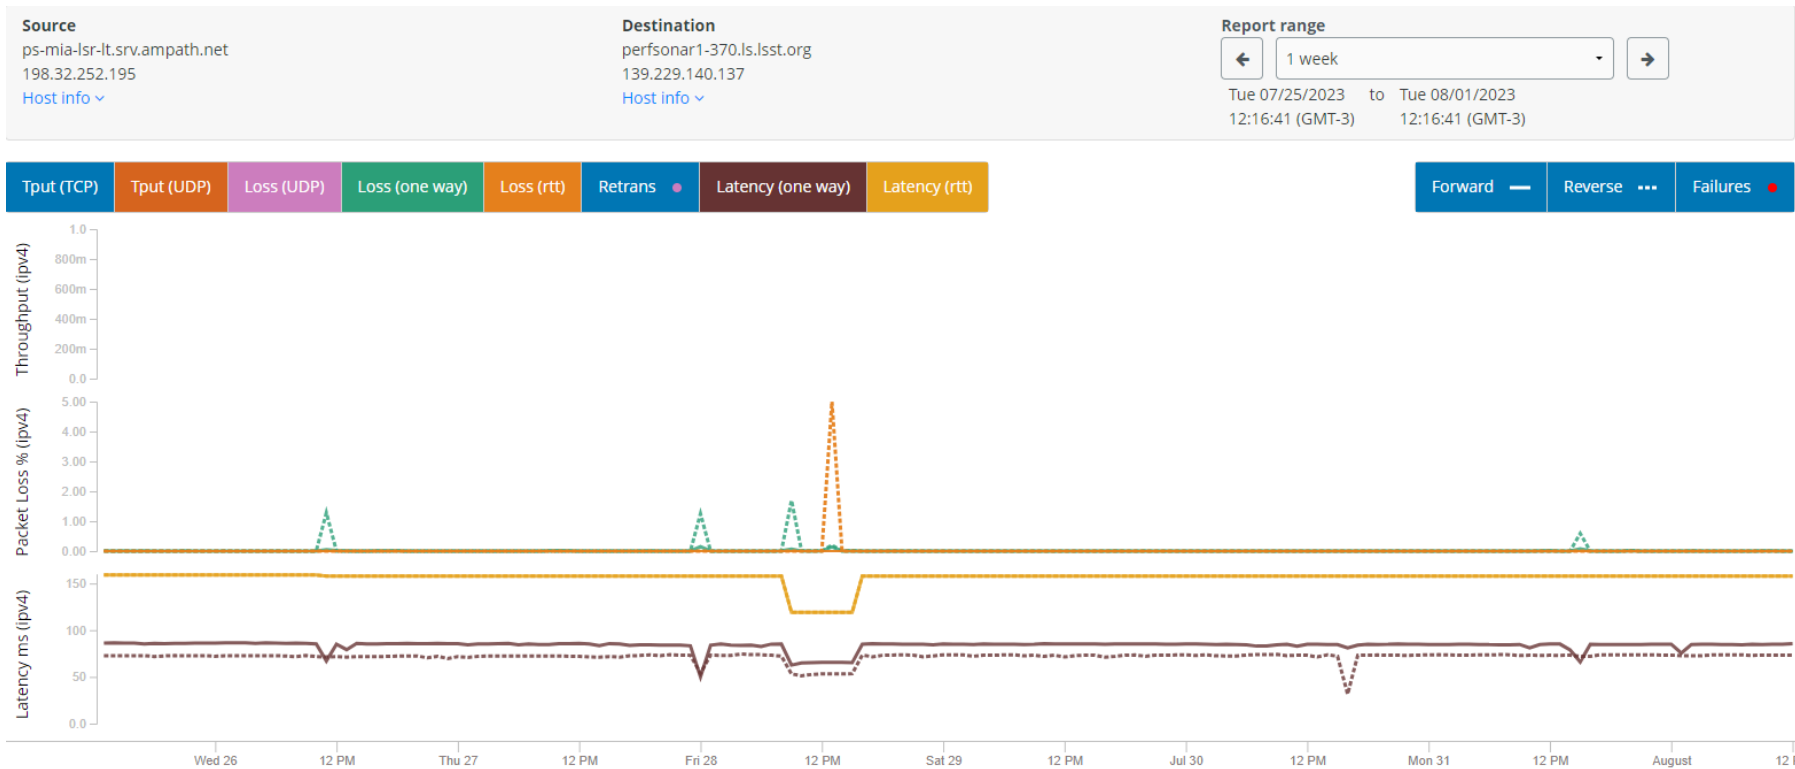 Source
ps-mia-lsr-lt.srv.ampath.net
198.32.252.195
Host info
Destination
perfsonar1-370.ls.lsst.org
139.229.140.137
Host info
Report range
1 week
Tue 07/25/2023 to Tue 08/01/2023
12:16:41 (GMT-3) 12:16:41 (GMT-3)
Tput (TCP) Tput (UDP) Loss (UDP) Loss (one way) Loss (rtt) Retrans Latency (one way) Latency (rtt)
Forward Reverse Failures
Throughput (ipv4)
1.0
800m
600m
400m
200m
0.0
Packet Loss % (ipv4)
5.00
4.00
3.00
2.00
1.00
0.00
Latency ms (ipv4)
150
100
50
0.0
Wed 26 12 PM Thu 27 12 PM Fri 28 12 PM Sat 29 12 PM Jul 30 12 PM Mon 31 12 PM August 12